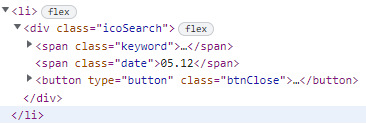 ▼<li> flex
▼<div class="icoSearch"> flex
▶<span class="keyword">…</span>
<span class="date">05.12</span>
▶<button type="button" class="btnClose">…</button>
</div>
</li>